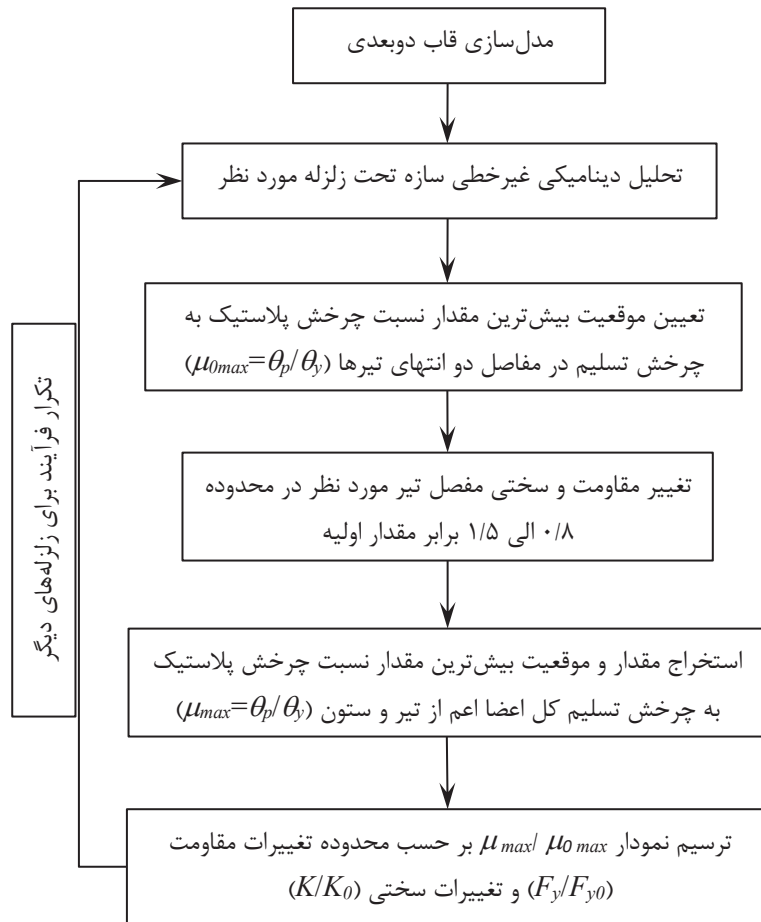 مدل‌سازی قاب دوبعدی
تحلیل دینامیکی غیرخطی سازه تحت زلزله مورد نظر
تعیین موقعیت بیش‌ترین مقدار نسبت چرخش پلاستیک به
چرخش تسلیم در مفاصل دو انتهای تیرها (μ0max=θp/θy)
تغییر مقاومت و سختی مفصل تیر مورد نظر در محدوده
۰/۸ الی ۱/۵ برابر مقدار اولیه
استخراج مقدار و موقعیت بیش‌ترین مقدار نسبت چرخش پلاستیک
به چرخش تسلیم کل اعضا اعم از تیر و ستون (μmax=θp/θy)
ترسیم نمودار μ max/ μ0 max بر حسب محدوده تغییرات مقاومت
(Fy/Fy0) و تغییرات سختی (K/K0)
تکرار فرآیند برای زلزله‌های دیگر